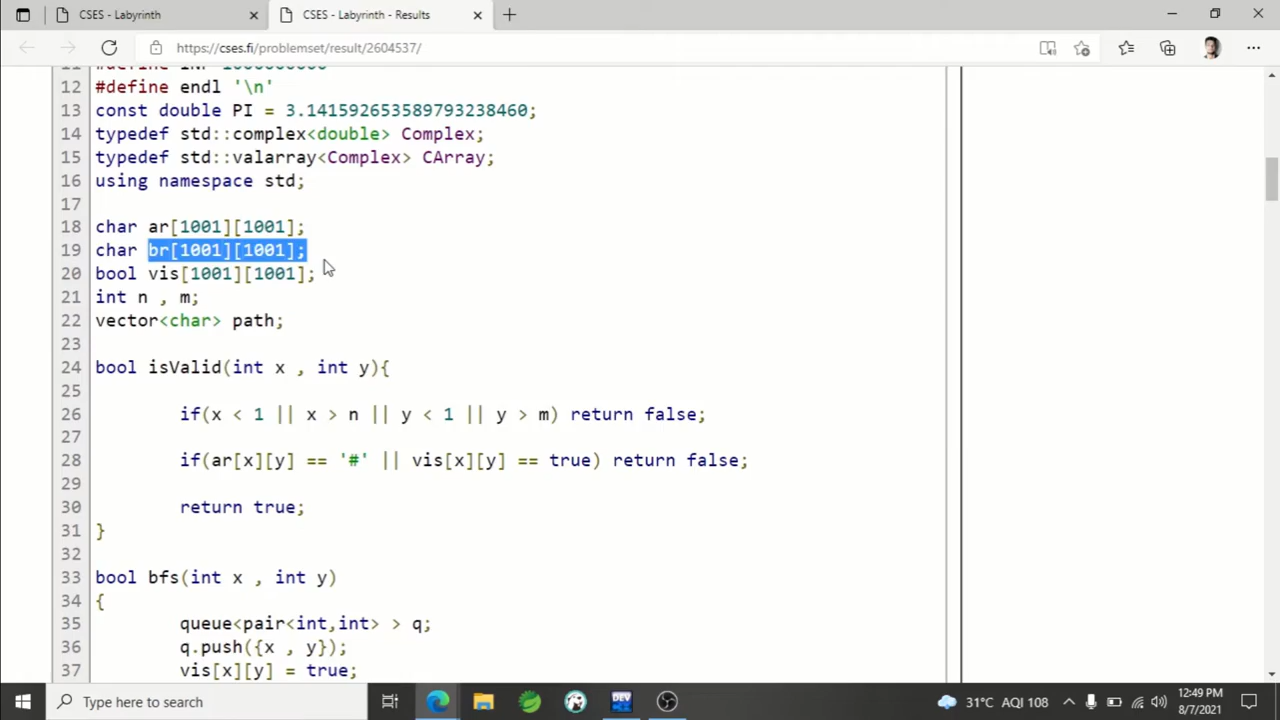 CSES - Labyrinth
CSES - Labyrinth - Results
https://cses.fi/problemset/result/2604537/
12 #define endl '\n'
13 const double PI = 3.141592653589793238460;
14 typedef std::complex<double> Complex;
15 typedef std::valarray<Complex> CArray;
16 using namespace std;
17
18 char ar[1001][1001];
19 char br[1001][1001];
20 bool vis[1001][1001];
21 int n , m;
22 vector<char> path;
23
24 bool isValid(int x , int y){
25
26 if(x < 1 || x > n || y < 1 || y > m) return false;
27
28 if(ar[x][y] == '#' || vis[x][y] == true) return false;
29
30 return true;
31 }
32
33 bool bfs(int x , int y)
34 {
35 queue<pair<int,int> > q;
36 q.push({x , y});
37 vis[x][y] = true;
Type here to search
DEV
31°C AQI 108
12:49 PM
8/7/2021